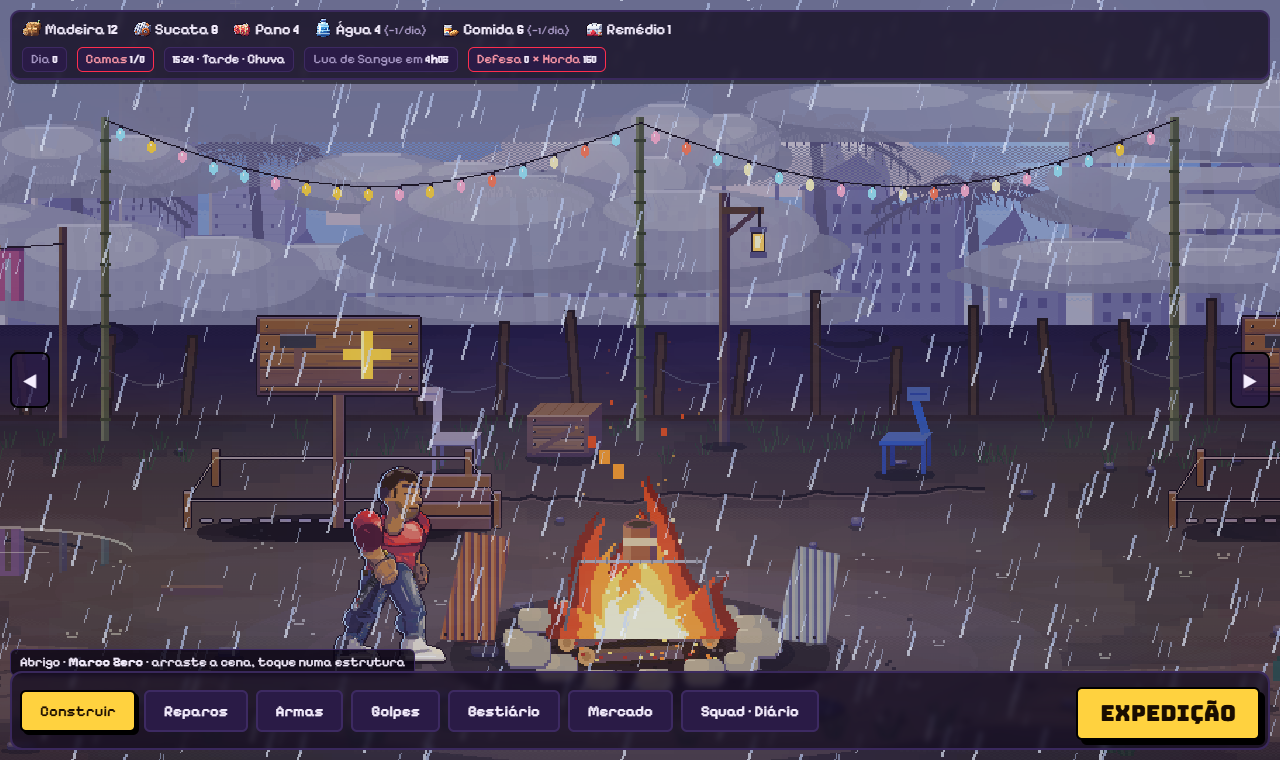 Madeira 12 Sucata 8 Pano 4 Água 4 (-1/dia) Comida 6 (-1/dia) Remédio 1
Dia 0 Camas 1/0 15:24 · Tarde · Chuva Lua de Sangue em 4h06 Defesa 0 × Horda 160
Abrigo · Marco Zero · arraste a cena, toque numa estrutura
Construir Reparos Armas Golpes Bestiário Mercado Squad · Diário EXPEDIÇÃO